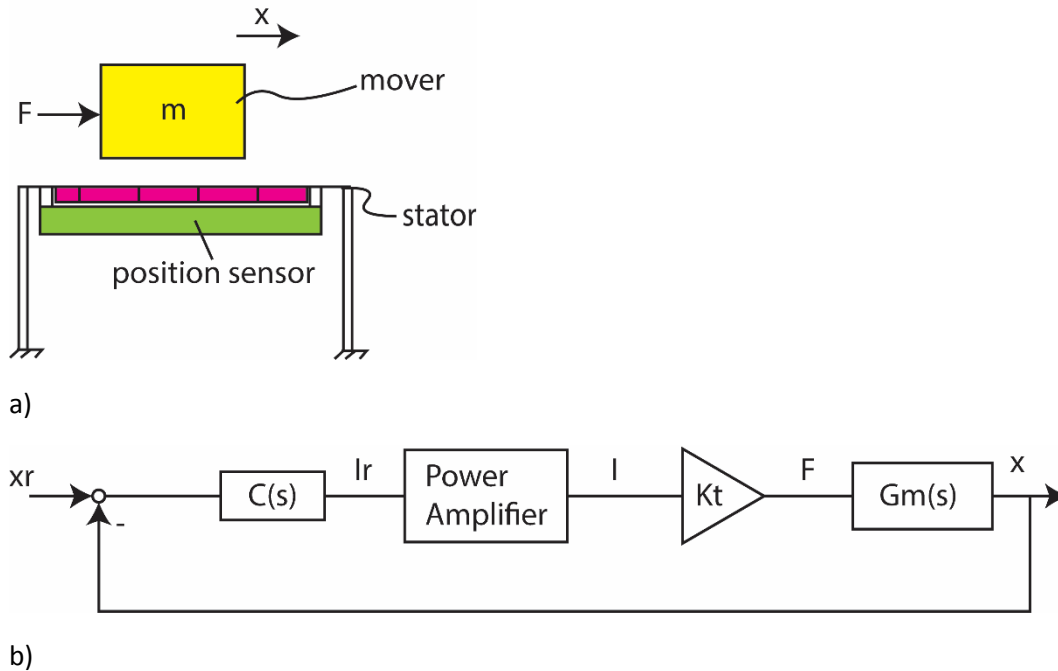 x
mover
F
m
stator
position sensor
a)
xr
-
C(s)
Ir
Power
Amplifier
I
Kt
F
Gm(s)
x
b)